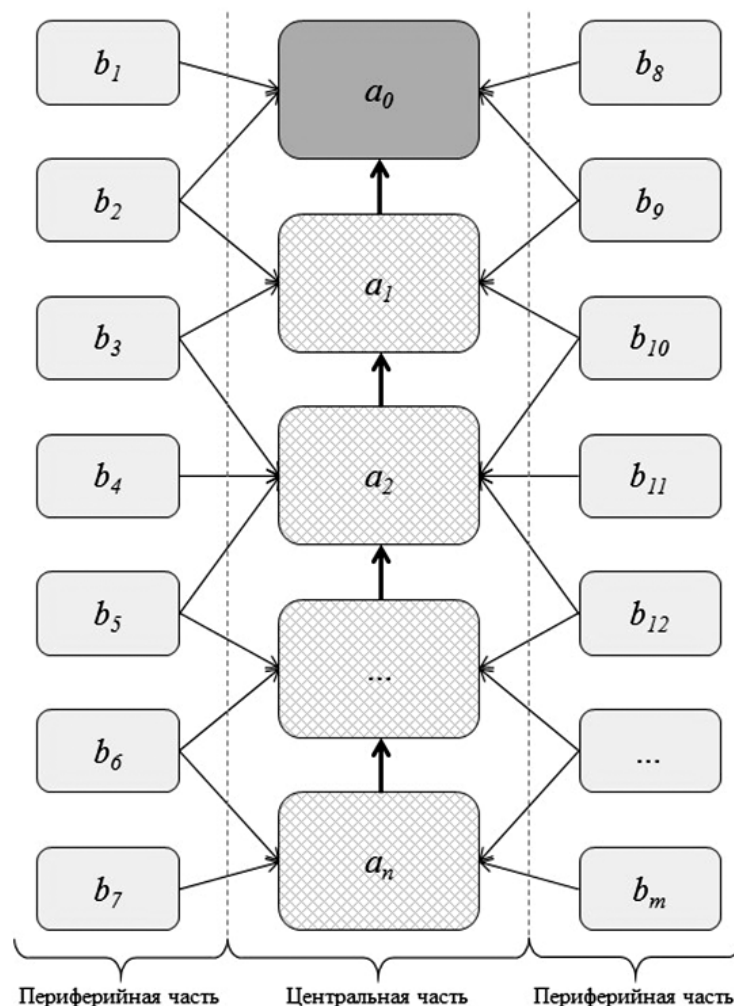 b1 a0 b8
b2 b9
a1
b3 b10
b4 a2 b11
b5 b12
...
b6 ...
b7 an bm
Периферийная часть Центральная часть Периферийная часть